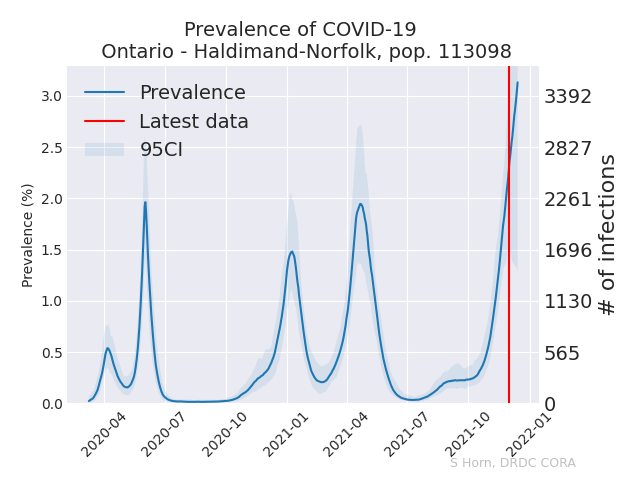 Prevalence of COVID-19
Ontario - Haldimand-Norfolk, pop. 113098
Prevalence
Latest data
95CI
Prevalence (%)
3.0
2.5
2.0
1.5
1.0
0.5
0.0
3392
2827
2261
1696
1130
565
0
# of infections
2020-04
2020-07
2020-10
2021-01
2021-04
2021-07
2021-10
2022-01
S Horn, DRDC CORA